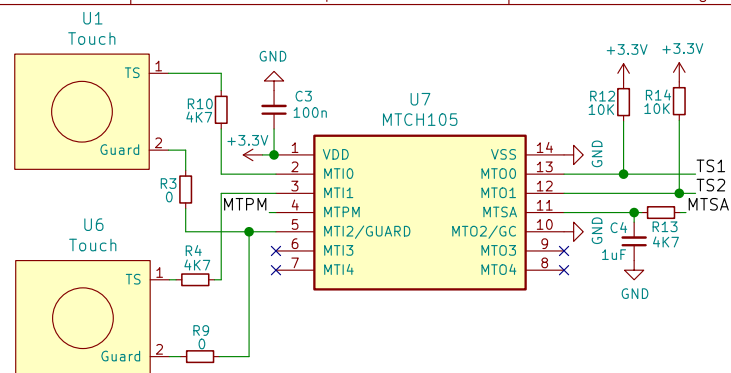 U1
Touch
TS 1
Guard 2
R10
4K7
R3
0
GND
C3
100n
+3.3V
U7
MTCH105
1 VDD
2 MTI0
3 MTI1
4 MTPM
5 MTI2/GUARD
6 MTI3
7 MTI4
VSS 14
MTO0 13
MTO1 12
MTSA 11
MTO2/GC 10
MTO3 9
MTO4 8
MTPM
+3.3V
+3.3V
R12
10K
R14
10K
GND
TS1
TS2
MTSA
GND
C4
1uF
R13
4K7
GND
U6
Touch
TS 1
Guard 2
R4
4K7
R9
0